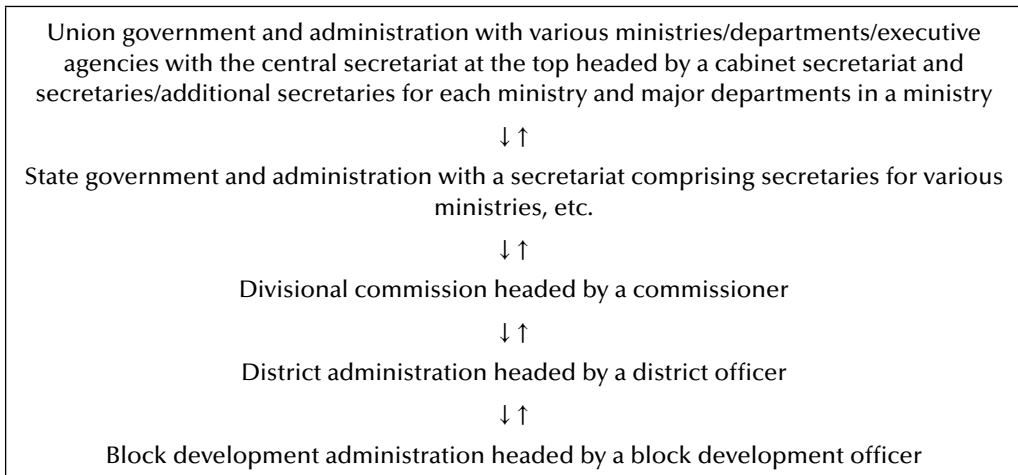 Union government and administration with various ministries/departments/executive
agencies with the central secretariat at the top headed by a cabinet secretariat and
secretaries/additional secretaries for each ministry and major departments in a ministry
↓↑
State government and administration with a secretariat comprising secretaries for various
ministries, etc.
↓↑
Divisional commission headed by a commissioner
↓↑
District administration headed by a district officer
↓↑
Block development administration headed by a block development officer